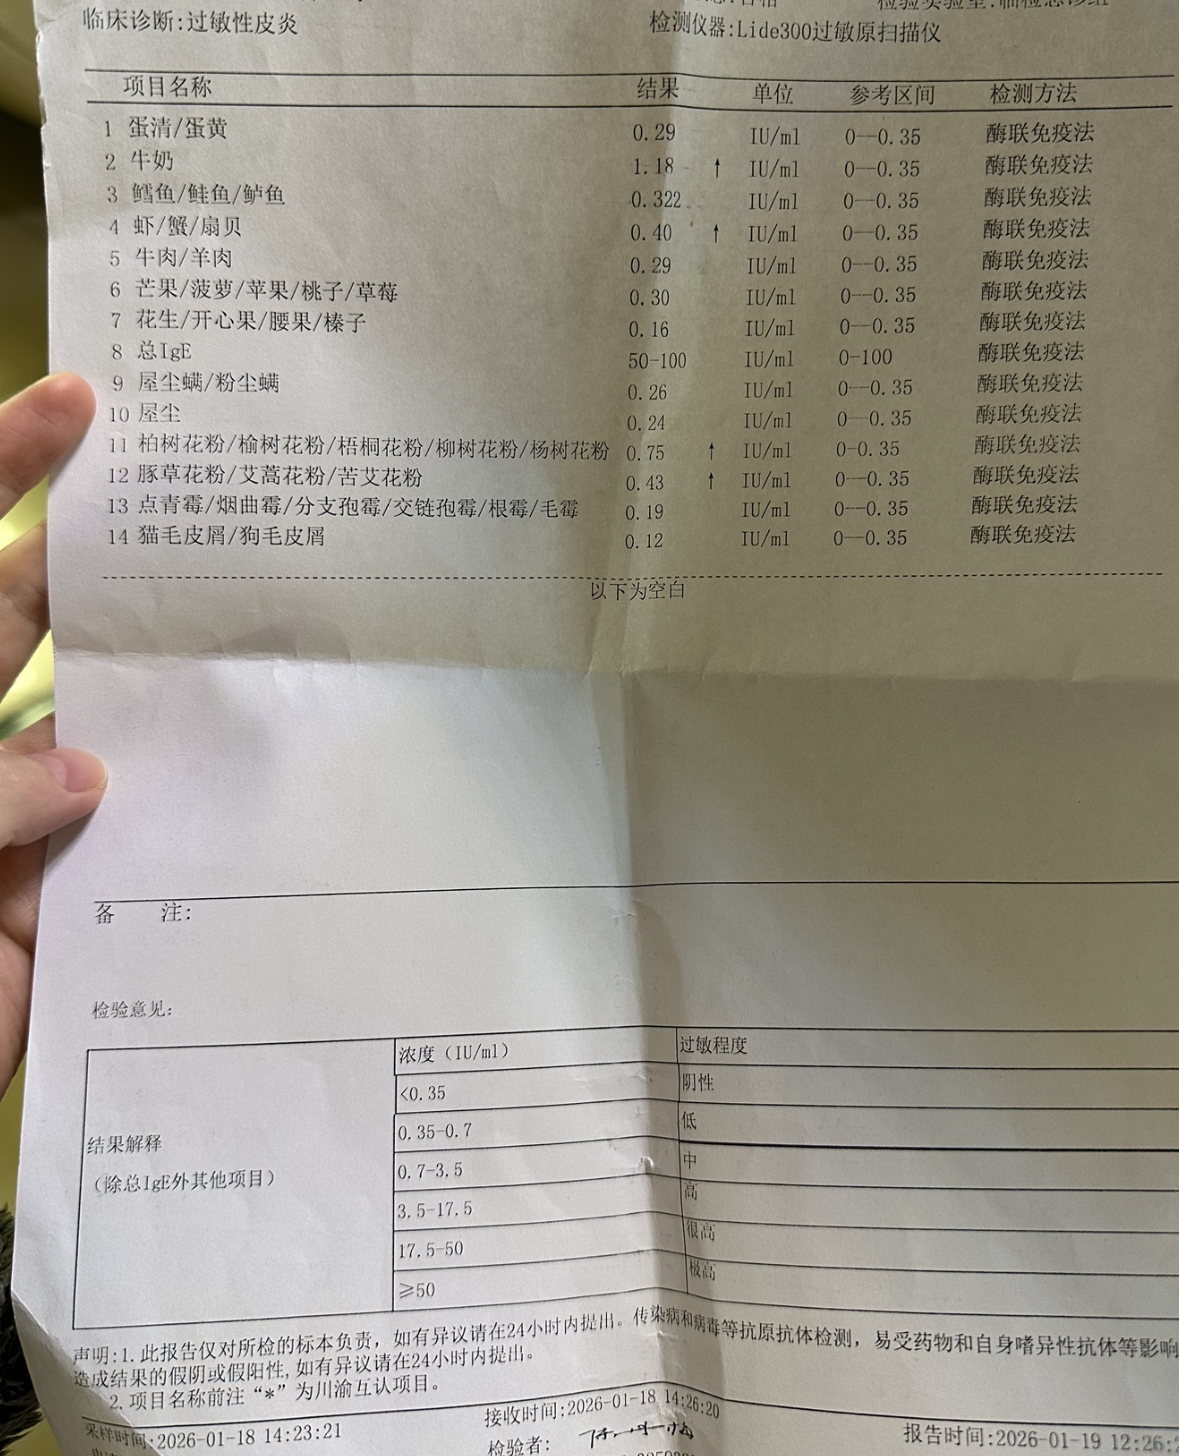 临床诊断:过敏性皮炎 检测仪器:Lide300过敏原扫描仪
项目名称 结果 单位 参考区间 检测方法
1 蛋清/蛋黄 0.29 IU/ml 0--0.35 酶联免疫法
2 牛奶 1.18 ↑ IU/ml 0--0.35 酶联免疫法
3 鳕鱼/鲑鱼/鲈鱼 0.322 IU/ml 0--0.35 酶联免疫法
4 虾/蟹/扇贝 0.40 ↑ IU/ml 0--0.35 酶联免疫法
5 牛肉/羊肉 0.29 IU/ml 0--0.35 酶联免疫法
6 芒果/菠萝/苹果/桃子/草莓 0.30 IU/ml 0--0.35 酶联免疫法
7 花生/开心果/腰果/榛子 0.16 IU/ml 0--0.35 酶联免疫法
8 总IgE 50-100 IU/ml 0-100 酶联免疫法
9 屋尘螨/粉尘螨 0.26 IU/ml 0--0.35 酶联免疫法
10 屋尘 0.24 IU/ml 0--0.35 酶联免疫法
11 柏树花粉/榆树花粉/梧桐花粉/柳树花粉/杨树花粉 0.75 ↑ IU/ml 0-0.35 酶联免疫法
12 豚草花粉/艾蒿花粉/苦艾花粉 0.43 ↑ IU/ml 0--0.35 酶联免疫法
13 点青霉/烟曲霉/分支孢霉/交链孢霉/根霉/毛霉 0.19 IU/ml 0--0.35 酶联免疫法
14 猫毛皮屑/狗毛皮屑 0.12 IU/ml 0--0.35 酶联免疫法
以下为空白
备 注:
检验意见:
浓度（IU/ml） 过敏程度
<0.35 阴性
0.35-0.7 低
结果解释
0.7-3.5 中
（除总IgE外其他项目）
3.5-17.5 高
17.5-50 很高
≥50 极高
声明:1.此报告仅对所检的标本负责，如有异议请在24小时内提出。传染病和病毒等抗原抗体检测，易受药物和自身嗜异性抗体等影响
造成结果的假阴或假阳性,如有异议请在24小时内提出。
2.项目名称前注“*”为川渝互认项目。
采样时间:2026-01-18 14:23:21 接收时间:2026-01-18 14:26:20 报告时间:2026-01-19 12:26:
检验者: